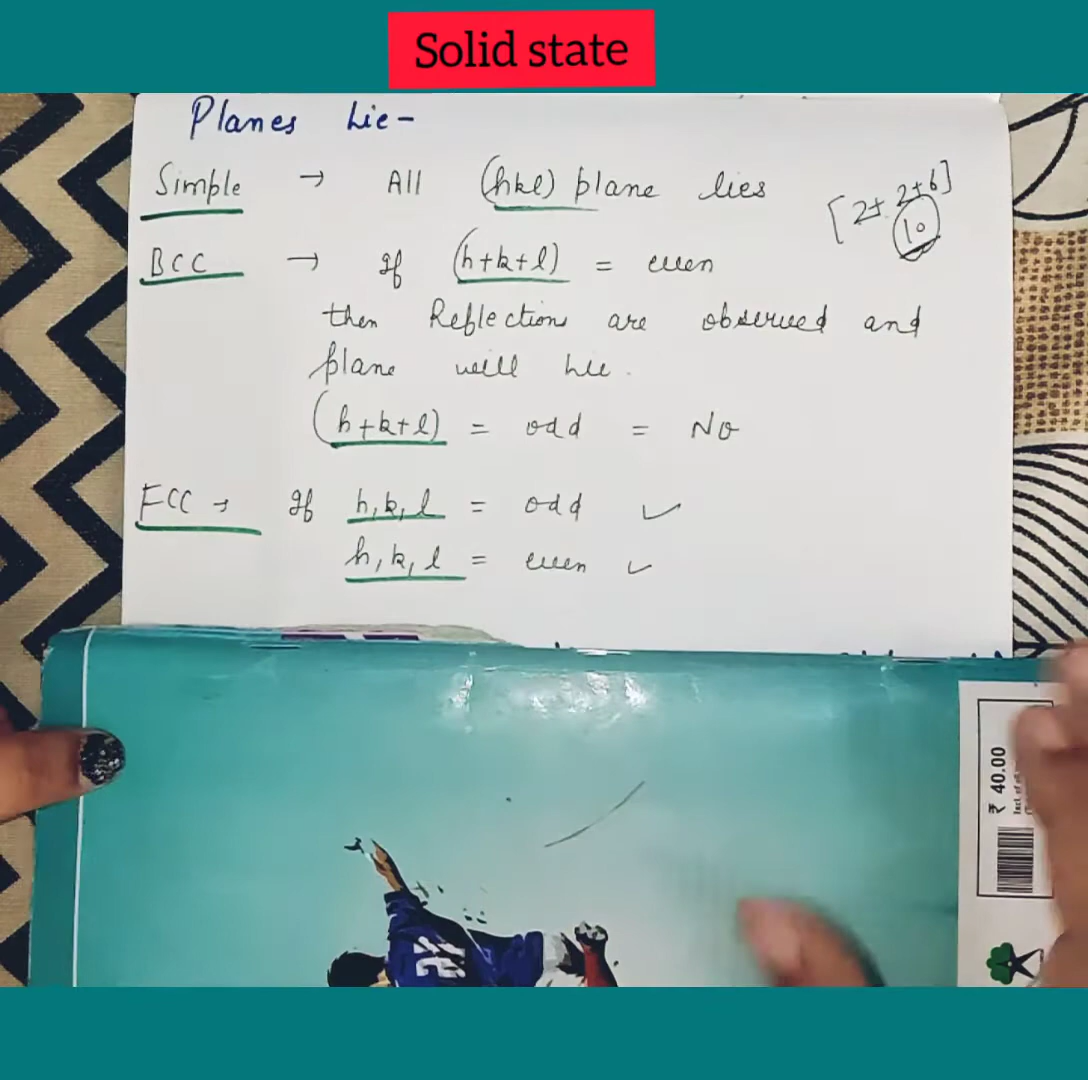 Solid state
Planes Lie-
Simple → All (hkl) plane lies
[2+2+6]
10
BCC → If (h+k+l) = even
then Reflections are observed and
plane will lie.
(h+k+l) = odd = No
FCC → If h,k,l = odd ✓
h,k,l = even ✓
₹ 40.00